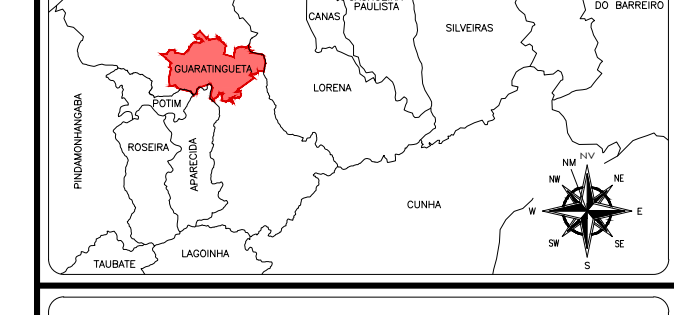 DO BARREIRO
PAULISTA
CANAS
SILVEIRAS
GUARATINGUETA
LORENA
PINDAMONHANGABA
POTIM
ROSEIRA
APARECIDA
NV
NM
NW
NE
CUNHA
W
E
SW
SE
LAGOINHA
TAUBATE
S